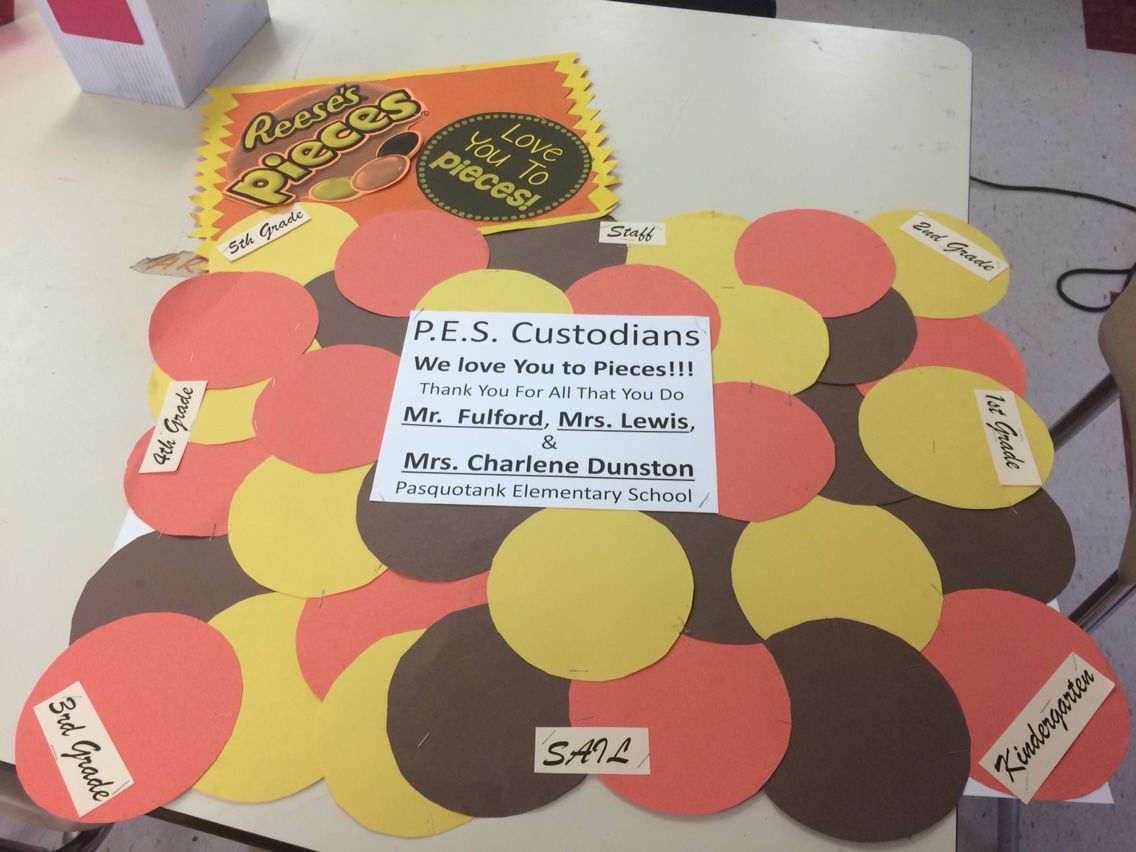 Reese's
Pieces
Love
You To
pieces!
5th Grade
Staff
2nd Grade
P.E.S. Custodians
We love You to Pieces!!!
Thank You For All That You Do
Mr. Fulford, Mrs. Lewis,
&
Mrs. Charlene Dunston
Pasquotank Elementary School
4th Grade
1st Grade
3rd Grade
SAIL
Kindergarten